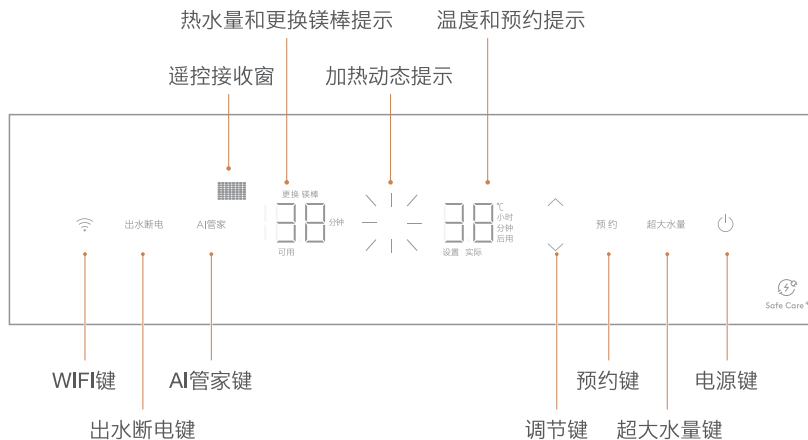 热水量和更换镁棒提示
温度和预约提示
遥控接收窗
加热动态提示
更换 镁棒
38
分钟
可用
38
℃
小时
分钟
后用
设置 实际
出水断电
AI管家
预约
超大水量
Safe Care+
WIFI键
AI管家键
预约键
电源键
出水断电键
调节键
超大水量键